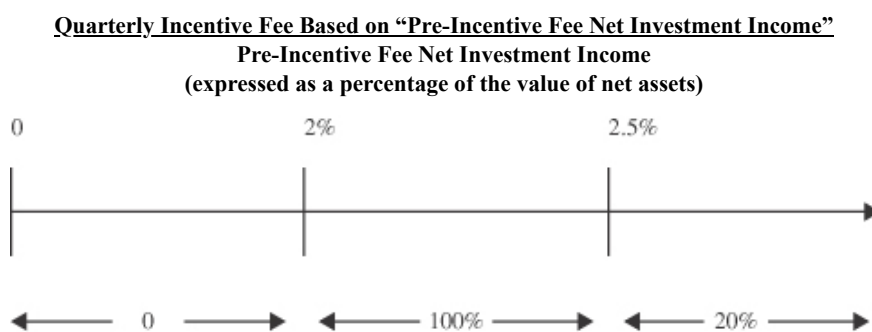 Quarterly Incentive Fee Based on “Pre-Incentive Fee Net Investment Income”
Pre-Incentive Fee Net Investment Income
(expressed as a percentage of the value of net assets)
0 2% 2.5%
0 100% 20%